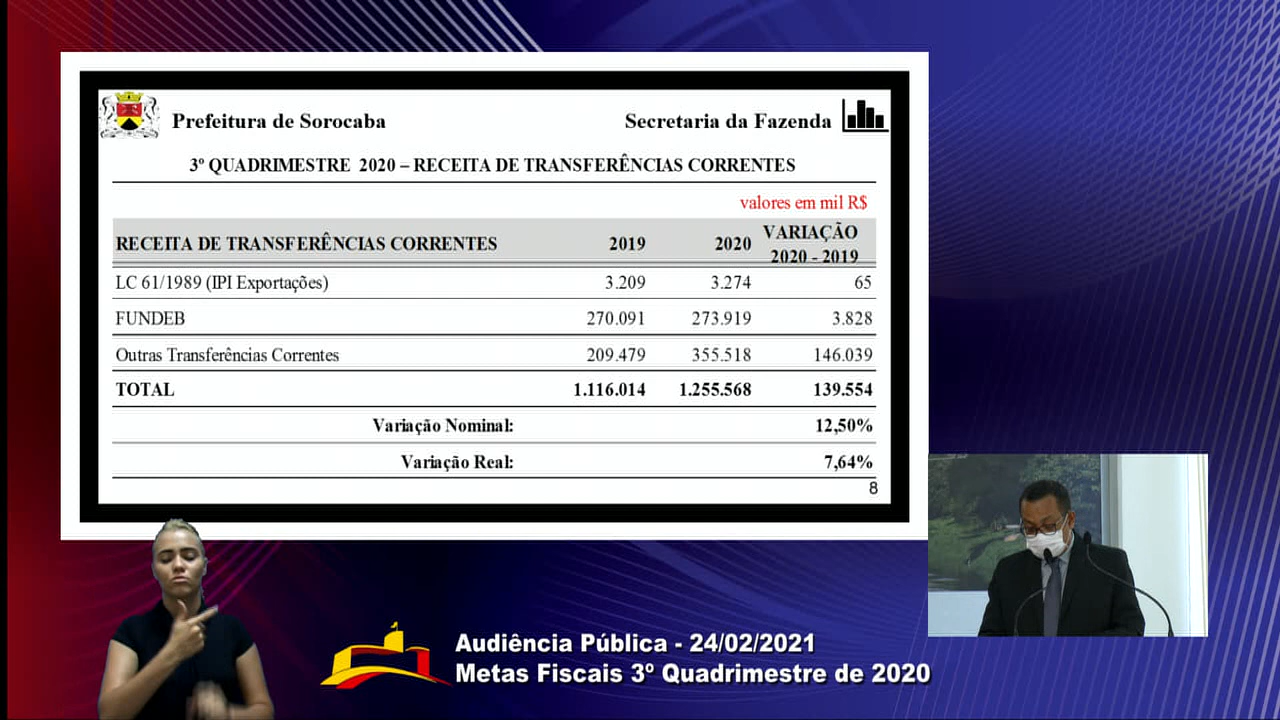 Prefeitura de Sorocaba
Secretaria da Fazenda
3º QUADRIMESTRE 2020 – RECEITA DE TRANSFERÊNCIAS CORRENTES
valores em mil R$
RECEITA DE TRANSFERÊNCIAS CORRENTES 2019 2020 VARIAÇÃO 2020 - 2019
LC 61/1989 (IPI Exportações) 3.209 3.274 65
FUNDEB 270.091 273.919 3.828
Outras Transferências Correntes 209.479 355.518 146.039
TOTAL 1.116.014 1.255.568 139.554
Variação Nominal: 12,50%
Variação Real: 7,64%
8
Audiência Pública - 24/02/2021
Metas Fiscais 3º Quadrimestre de 2020